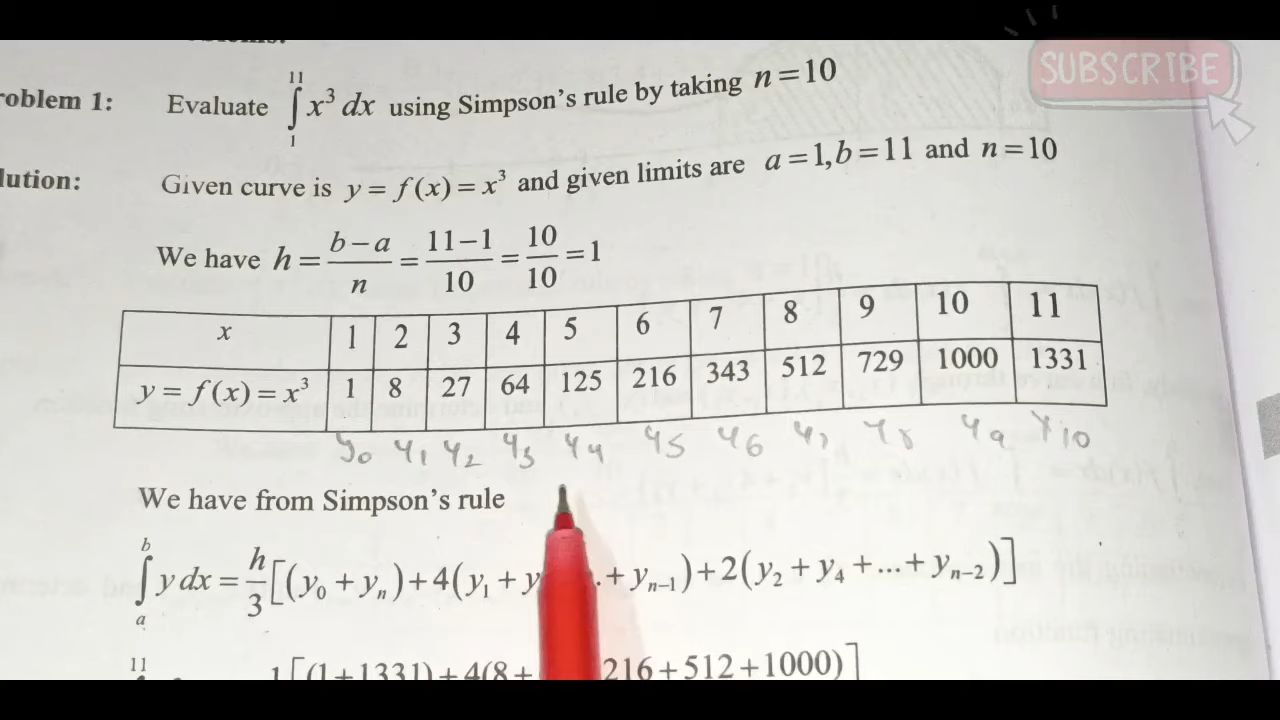 SUBSCRIBE
roblem 1: Evaluate ∫₁¹¹ x³ dx using Simpson's rule by taking n=10
lution: Given curve is y = f(x) = x³ and given limits are a=1, b=11 and n=10
We have h = (b−a)/n = (11−1)/10 = 10/10 = 1
x 1 2 3 4 5 6 7 8 9 10 11
y = f(x) = x³ 1 8 27 64 125 216 343 512 729 1000 1331
y₀ y₁ y₂ y₃ y₄ y₅ y₆ y₇ y₈ y₉ y₁₀
We have from Simpson's rule
∫ₐᵇ y dx = h/3 [(y₀ + yₙ) + 4(y₁ + y .+ yₙ₋₁) + 2(y₂ + y₄ + ... + yₙ₋₂)]
11 1[(1+1331)+4(8+ 216+512+1000)]